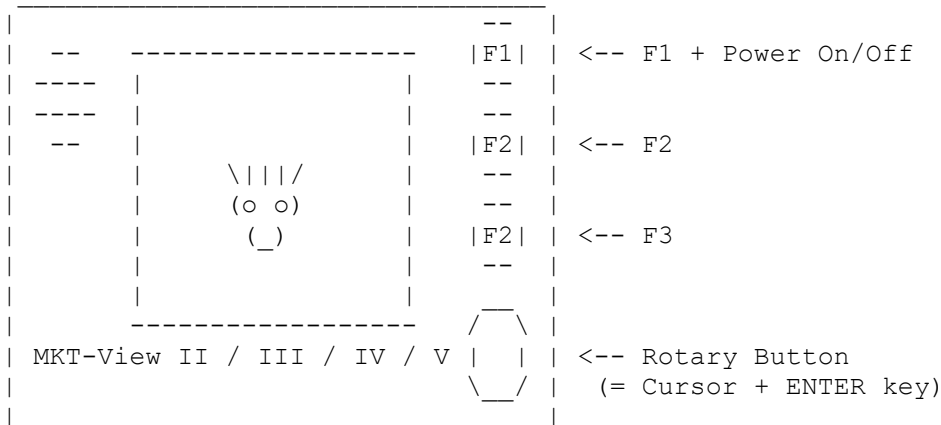 |F1| <-- F1 + Power On/Off
|F2| <-- F2
\|||/
(o o)
(_) |F2| <-- F3
MKT-View II / III / IV / V <-- Rotary Button
(= Cursor + ENTER key)